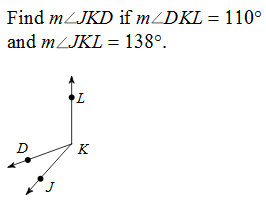 Find m∠JKD if m∠DKL = 110°
and m∠JKL = 138°.
L
D
K
J